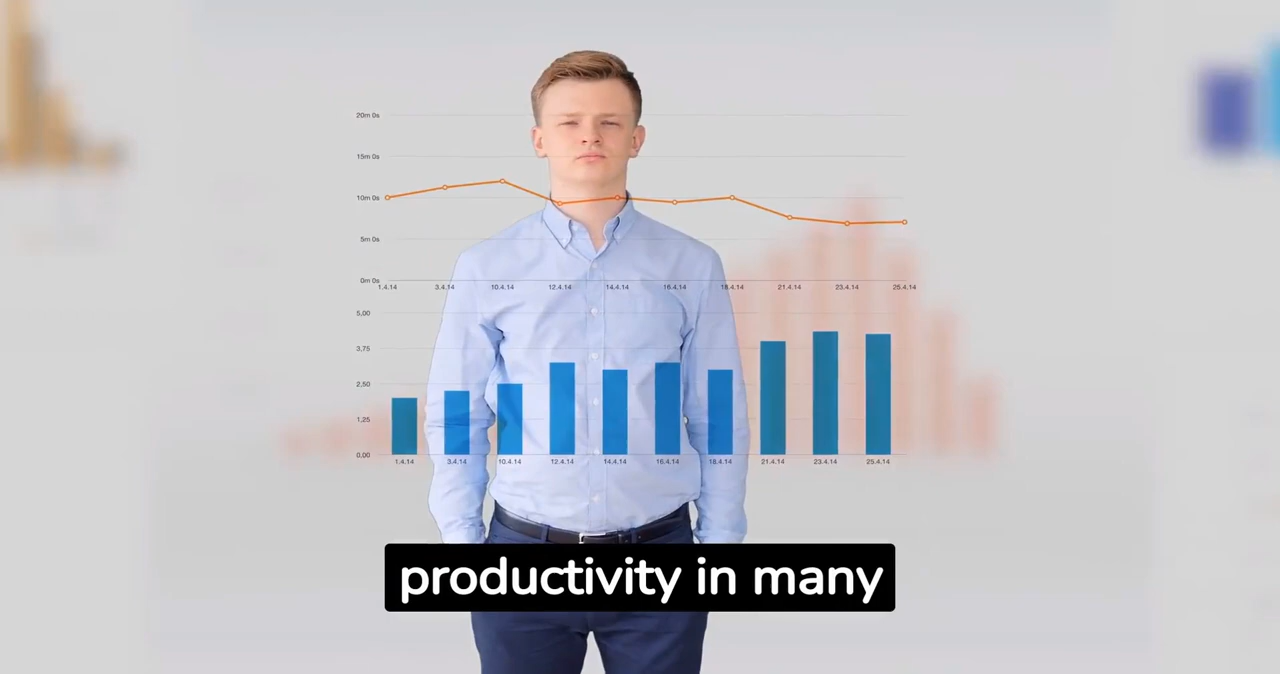 20m 0s
15m 0s
10m 0s
5m 0s
0m 0s
1.4.14 3.4.14 10.4.14 12.4.14 14.4.14 16.4.14 18.4.14 21.4.14 23.4.14 25.4.14
5,00
3,75
2,50
1,25
0,00
1.4.14 3.4.14 10.4.14 12.4.14 14.4.14 16.4.14 18.4.14 21.4.14 23.4.14 25.4.14
productivity in many